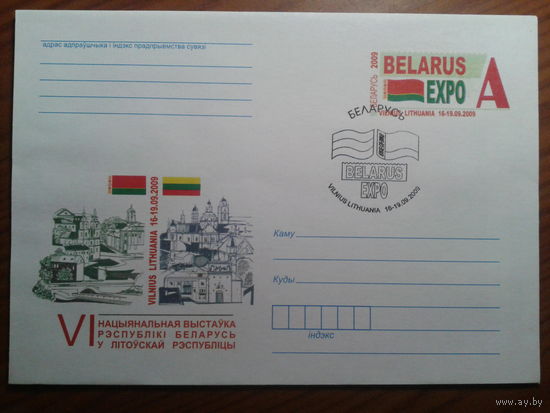 адрас адпраўшчыка і індэкс прадпрыемства сувязі
БЕЛАРУСЬ 2009
BELARUS
EXPO
A
VILNIUS LITHUANIA 16-19.09.2009
БЕЛАРУСЬ
BELARUS
EXPO
VILNIUS LITHUANIA 16-19.09.2009
VILNIUS LITHUANIA 16-19.09.2009
VI НАЦЫЯНАЛЬНАЯ ВЫСТАЎКА
РЭСПУБЛІКІ БЕЛАРУСЬ
У ЛІТОЎСКАЙ РЭСПУБЛІЦЫ
Каму
Куды
індэкс
www.ay.by